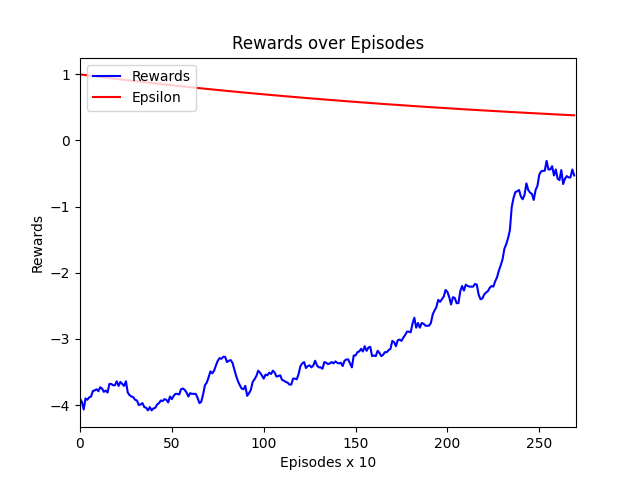 Rewards over Episodes
Rewards
Epsilon
1
0
−1
−2
−3
−4
Rewards
0 50 100 150 200 250
Episodes x 10